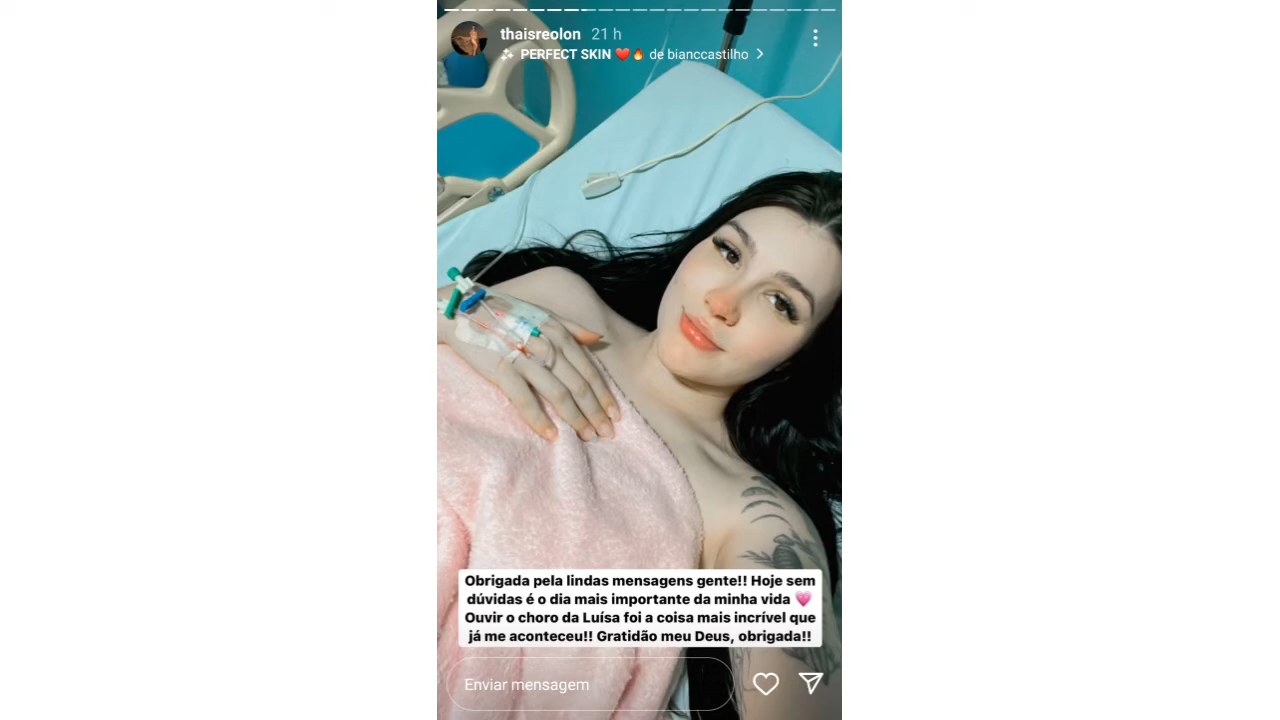 thaisreolon 21 h
PERFECT SKIN ❤️🔥 de bianccastilho
Obrigada pela lindas mensagens gente!! Hoje sem
dúvidas é o dia mais importante da minha vida 💗
Ouvir o choro da Luísa foi a coisa mais incrível que
já me aconteceu!! Gratidão meu Deus, obrigada!!
Enviar mensagem